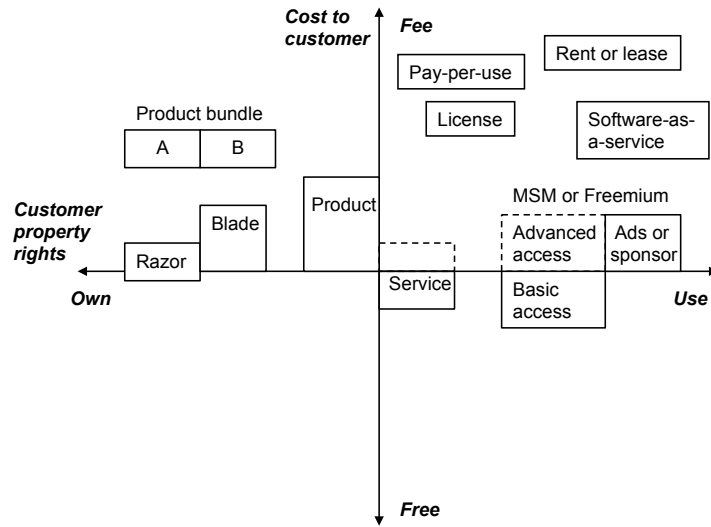 Cost to
customer
Fee
Rent or lease
Pay-per-use
Product bundle
License
Software-as-
a-service
A
B
MSM or Freemium
Customer
property
rights
Blade
Product
Advanced
access
Ads or
sponsor
Razor
Service
Basic
access
Own
Use
Free